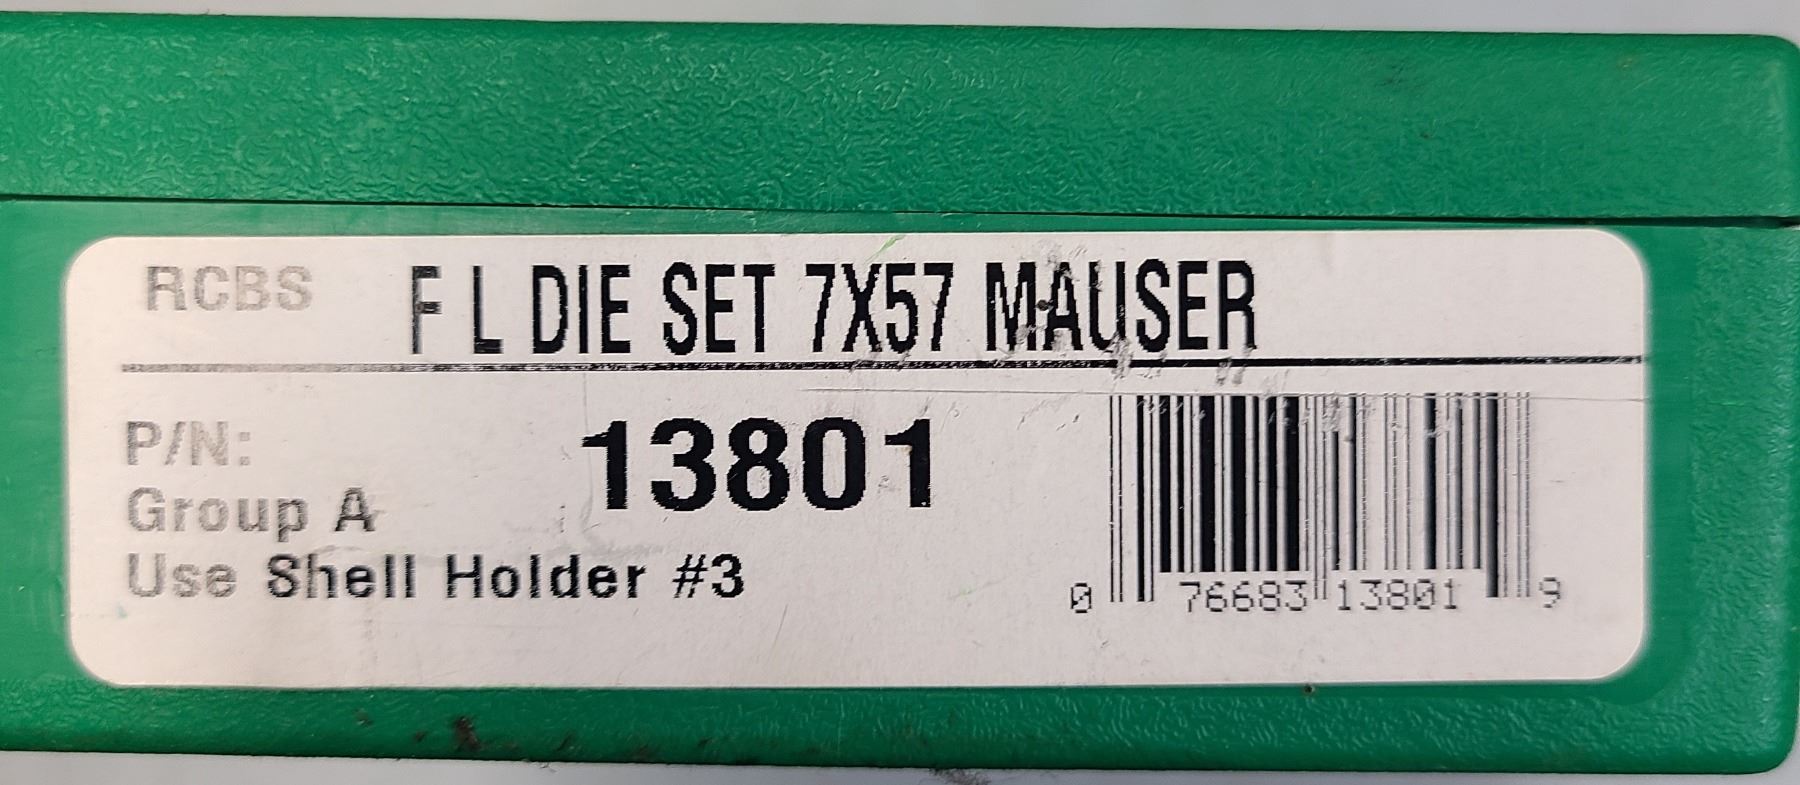 RCBS F L DIE SET 7X57 MAUSER
P/N: 13801
Group A
Use Shell Holder #3
0 76683 13801 9